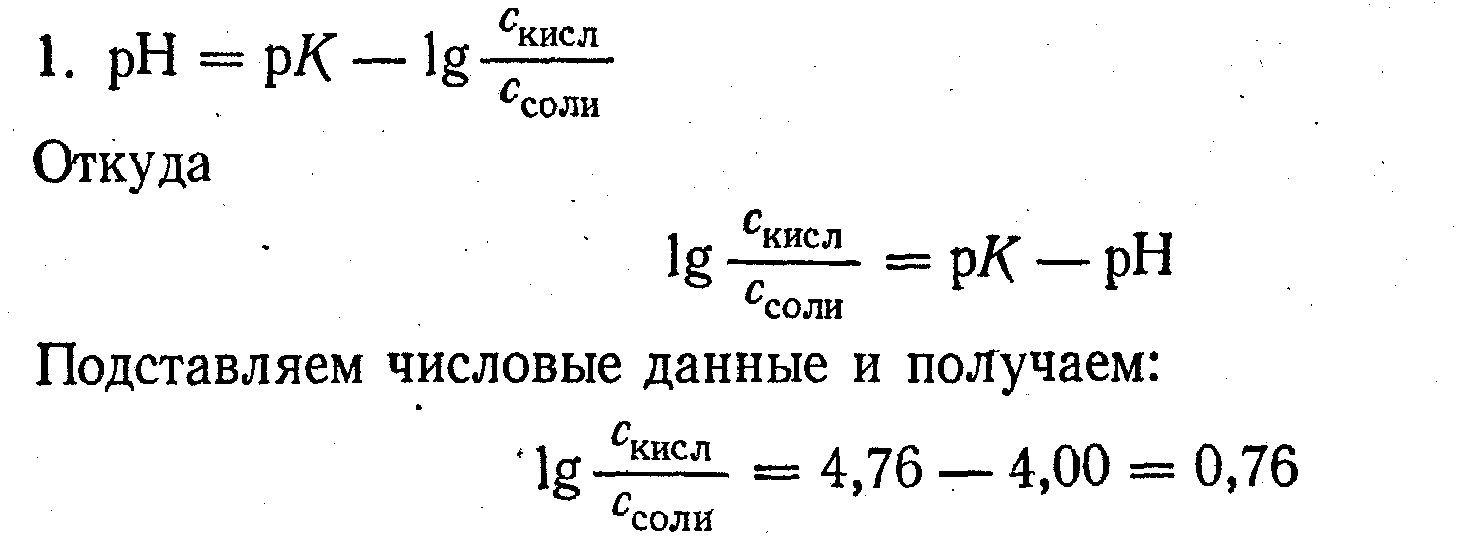 1. pH = pK — lg c_кисл / c_соли
Откуда
lg c_кисл / c_соли = pK — pH
Подставляем числовые данные и получаем:
lg c_кисл / c_соли = 4,76 — 4,00 = 0,76